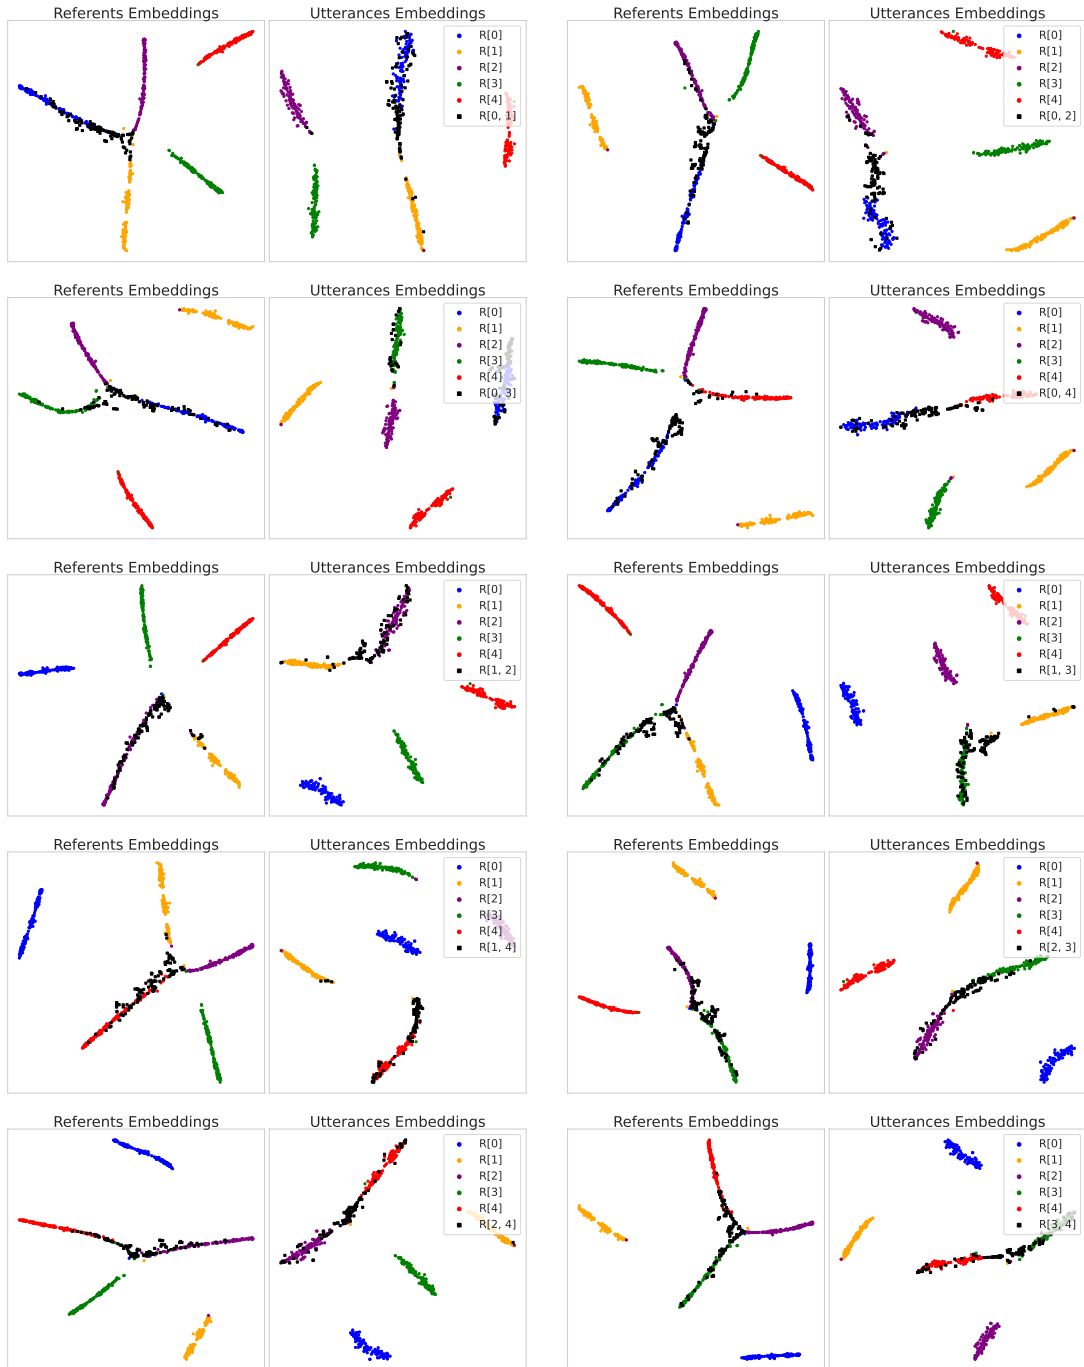 Referents Embeddings
Utterances Embeddings
R[0]
R[1]
R[2]
R[3]
R[4]
R[0, 1]
Referents Embeddings
Utterances Embeddings
R[0]
R[1]
R[2]
R[3]
R[4]
R[0, 2]
Referents Embeddings
Utterances Embeddings
R[0]
R[1]
R[2]
R[3]
R[4]
R[0, 3]
Referents Embeddings
Utterances Embeddings
R[0]
R[1]
R[2]
R[3]
R[4]
R[0, 4]
Referents Embeddings
Utterances Embeddings
R[0]
R[1]
R[2]
R[3]
R[4]
R[1, 2]
Referents Embeddings
Utterances Embeddings
R[0]
R[1]
R[2]
R[3]
R[4]
R[1, 3]
Referents Embeddings
Utterances Embeddings
R[0]
R[1]
R[2]
R[3]
R[4]
R[1, 4]
Referents Embeddings
Utterances Embeddings
R[0]
R[1]
R[2]
R[3]
R[4]
R[2, 3]
Referents Embeddings
Utterances Embeddings
R[0]
R[1]
R[2]
R[3]
R[4]
R[2, 4]
Referents Embeddings
Utterances Embeddings
R[0]
R[1]
R[2]
R[3]
R[4]
R[3, 4]